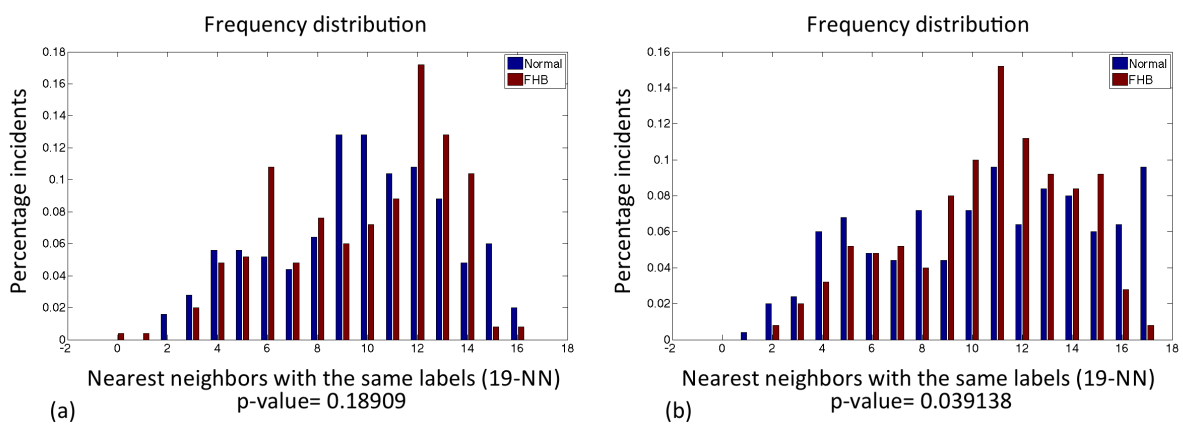 Frequency distribution
Percentage incidents
0.18
0.16
0.14
0.12
0.1
0.08
0.06
0.04
0.02
0
-2 0 2 4 6 8 10 12 14 16 18
Normal
FHB
Nearest neighbors with the same labels (19-NN)
p-value= 0.18909
(a)
Frequency distribution
Percentage incidents
0.16
0.14
0.12
0.1
0.08
0.06
0.04
0.02
0
-2 0 2 4 6 8 10 12 14 16 18
Normal
FHB
Nearest neighbors with the same labels (19-NN)
p-value= 0.039138
(b)